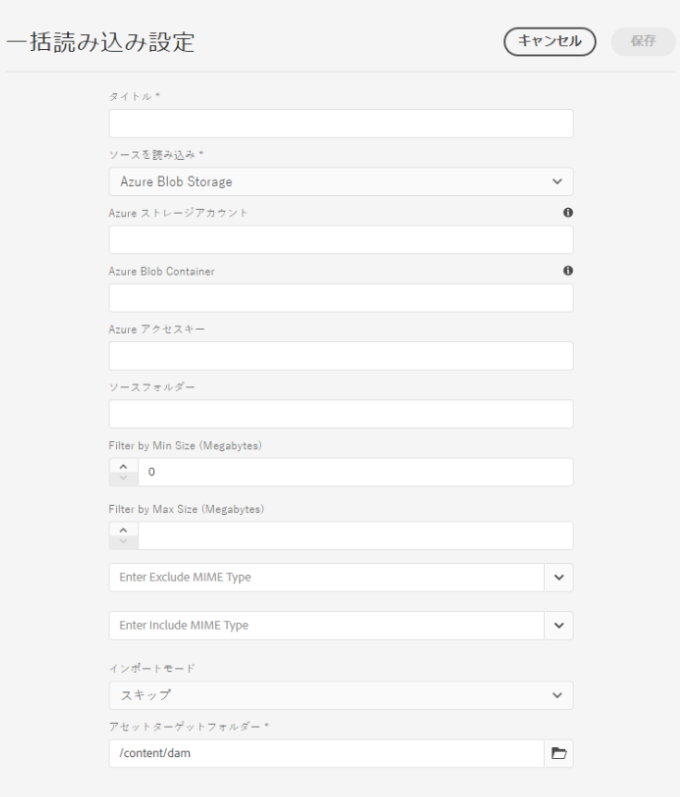 一括読み込み設定
キャンセル
保存
タイトル *
ソースを読み込み *
Azure Blob Storage
Azure ストレージアカウント
Azure Blob Container
Azure アクセスキー
ソースフォルダー
Filter by Min Size (Megabytes)
0
Filter by Max Size (Megabytes)
Enter Exclude MIME Type
Enter Include MIME Type
インポートモード
スキップ
アセットターゲットフォルダー *
/content/dam